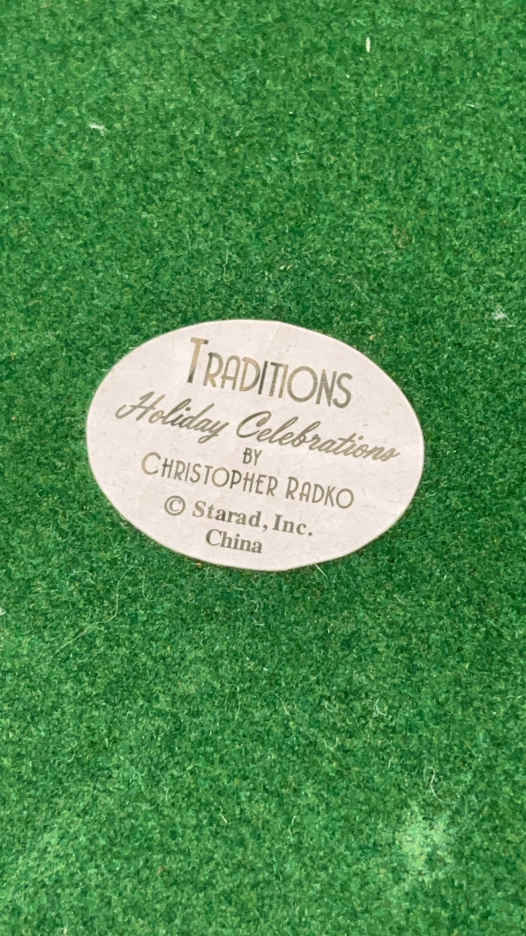 TRADITIONS
Holiday Celebrations
BY
CHRISTOPHER RADKO
© Starad, Inc.
China